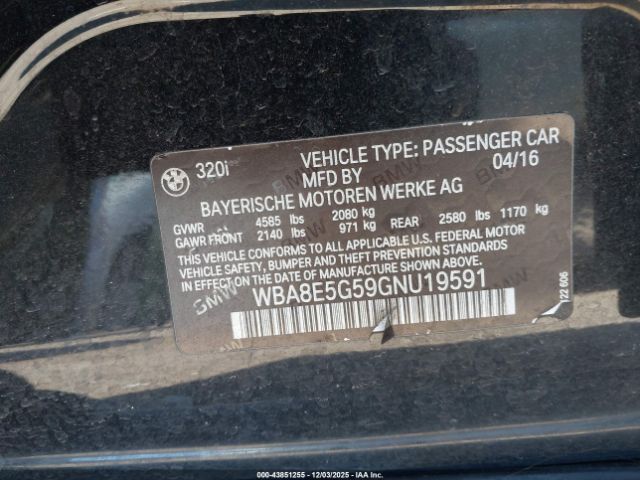 320i
VEHICLE TYPE: PASSENGER CAR
MFD BY 04/16
BAYERISCHE MOTOREN WERKE AG
GVWR 4585 lbs 2080 kg
GAWR FRONT 2140 lbs 971 kg REAR 2580 lbs 1170 kg
THIS VEHICLE CONFORMS TO ALL APPLICABLE U.S. FEDERAL MOTOR
VEHICLE SAFETY, BUMPER AND THEFT PREVENTION STANDARDS
IN EFFECT ON THE DATE OF MANUFACTURE SHOWN ABOVE.
WBA8E5G59GNU19591
122 606
000-43851255 - 12/03/2025 - IAA.CA